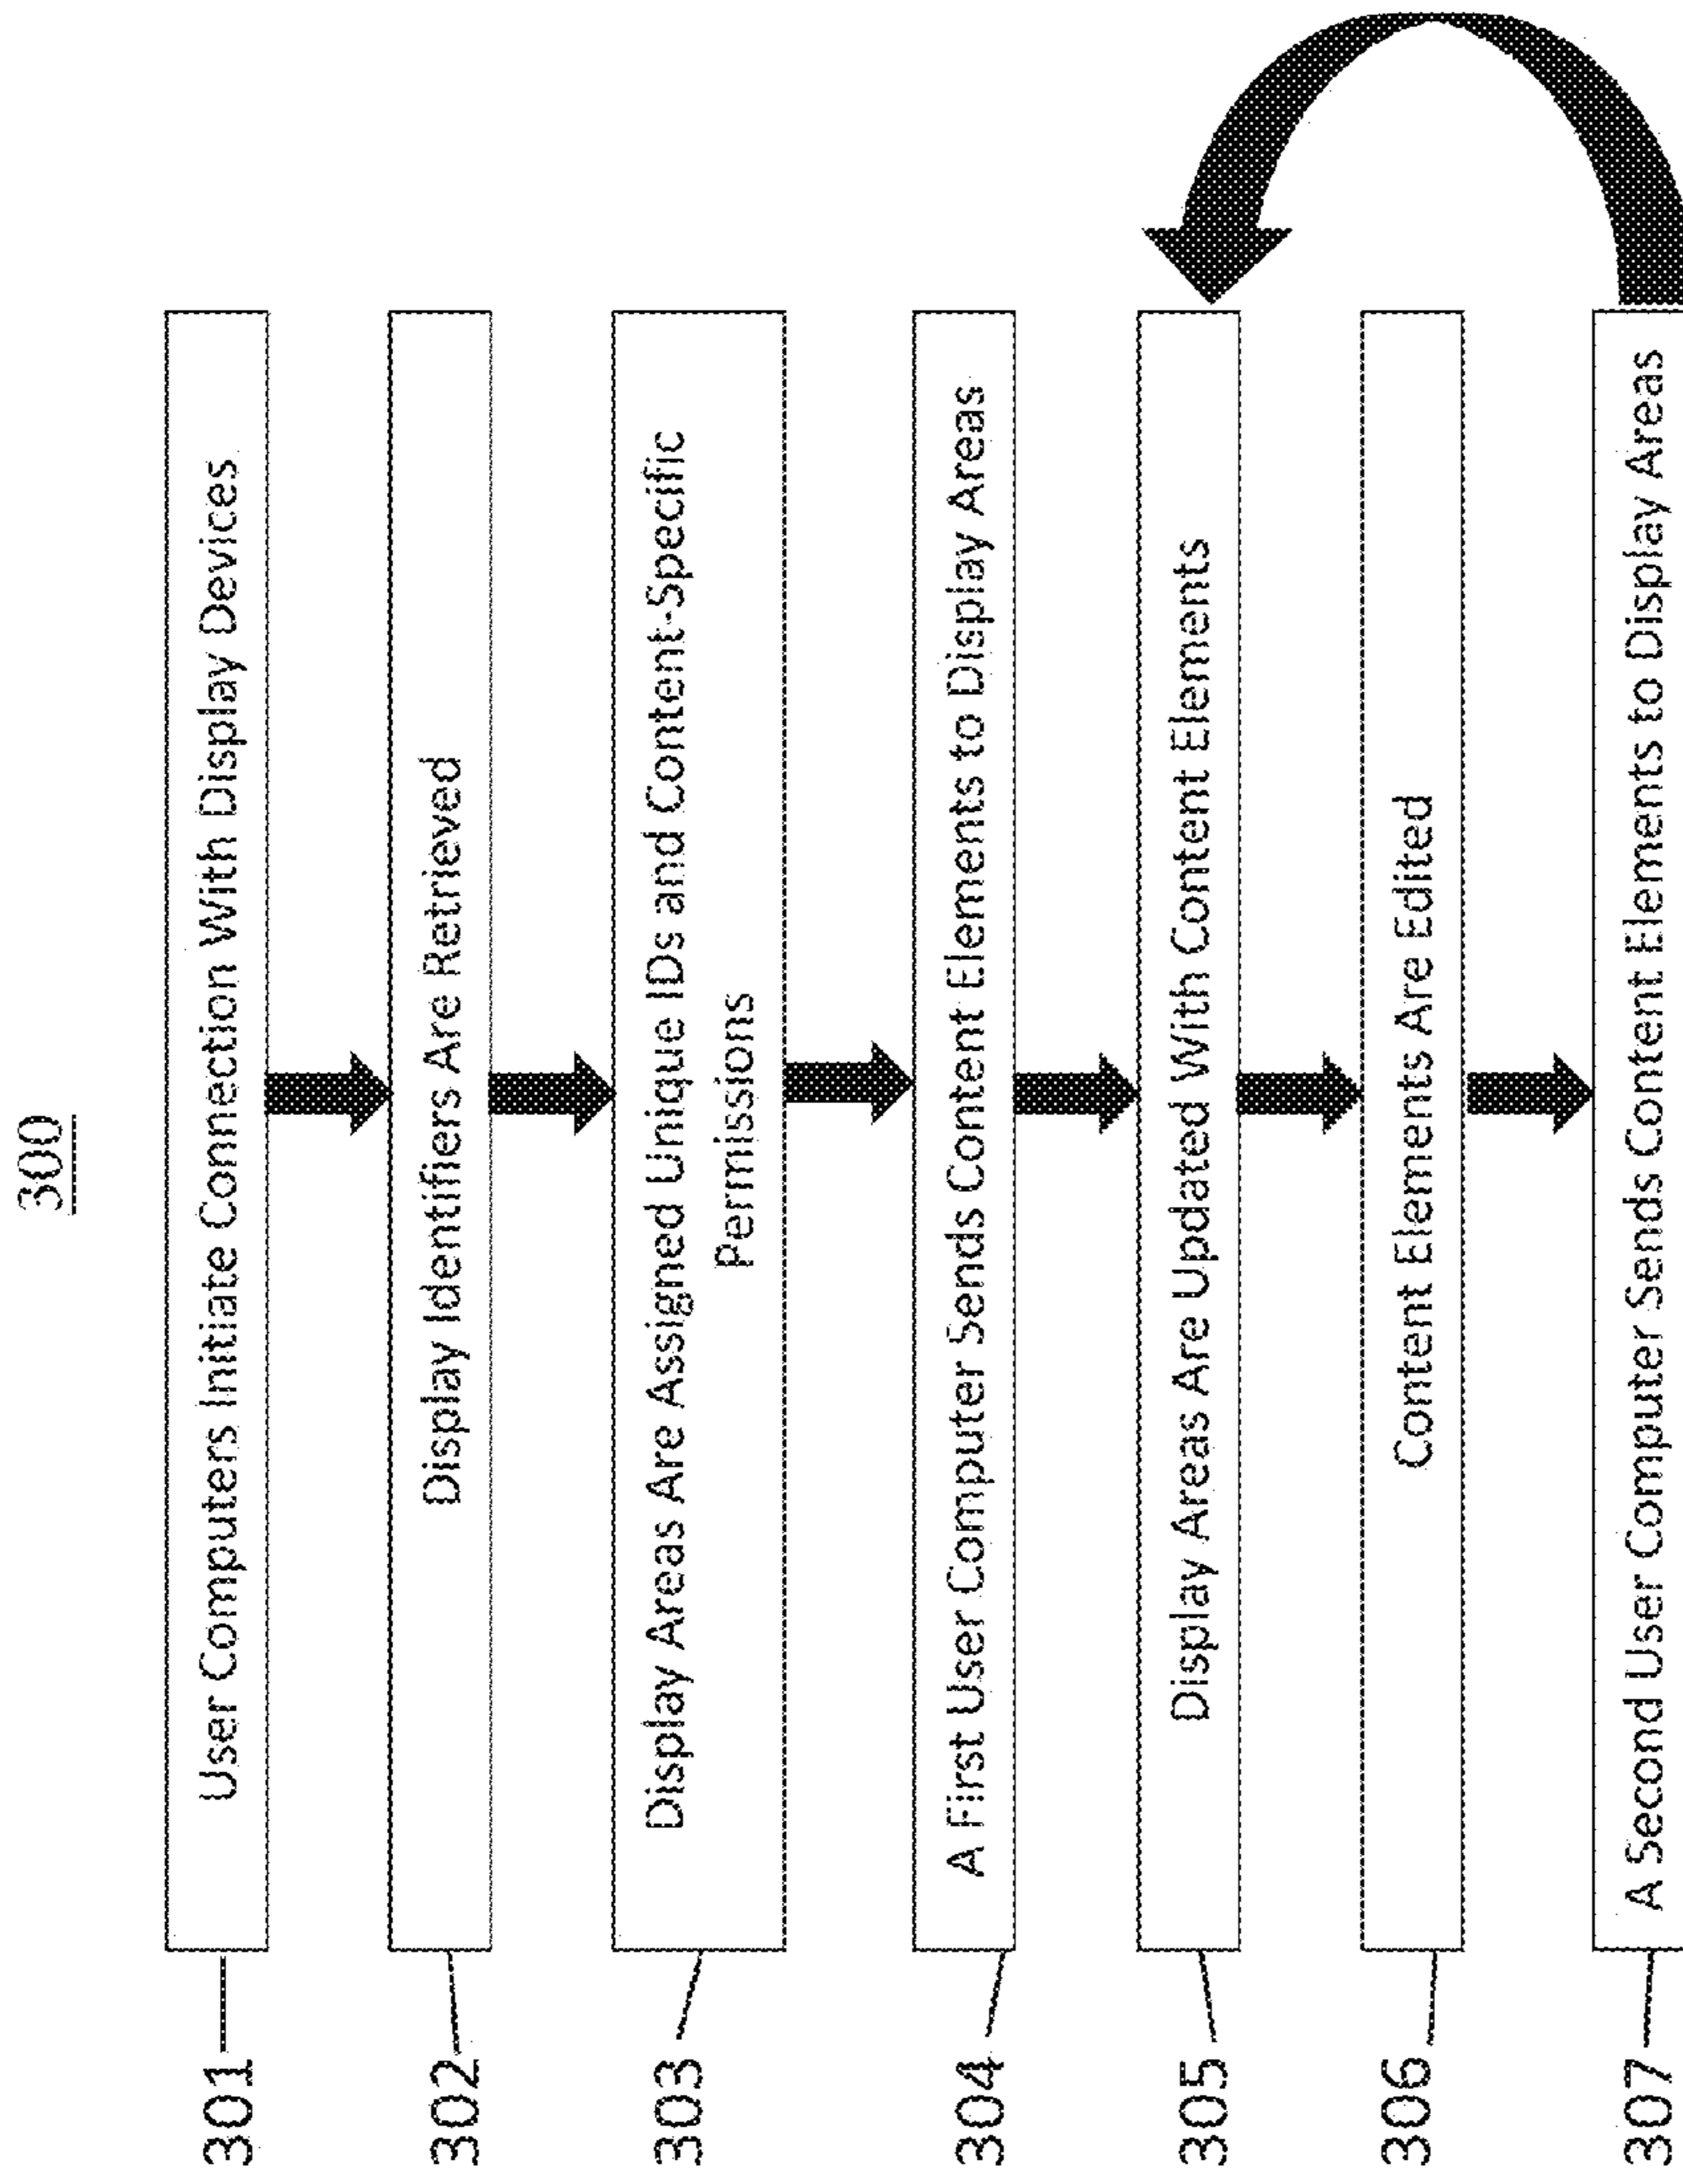 300
301
User Computers Initiate Connection With Display Devices
302
Display Identifiers Are Retrieved
303
Display Areas Are Assigned Unique IDs and Content-Specific
Permissions
304
A First User Computer Sends Content Elements to Display Areas
305
Display Areas Are Updated With Content Elements
306
Content Elements Are Edited
307
A Second User Computer Sends Content Elements to Display Areas